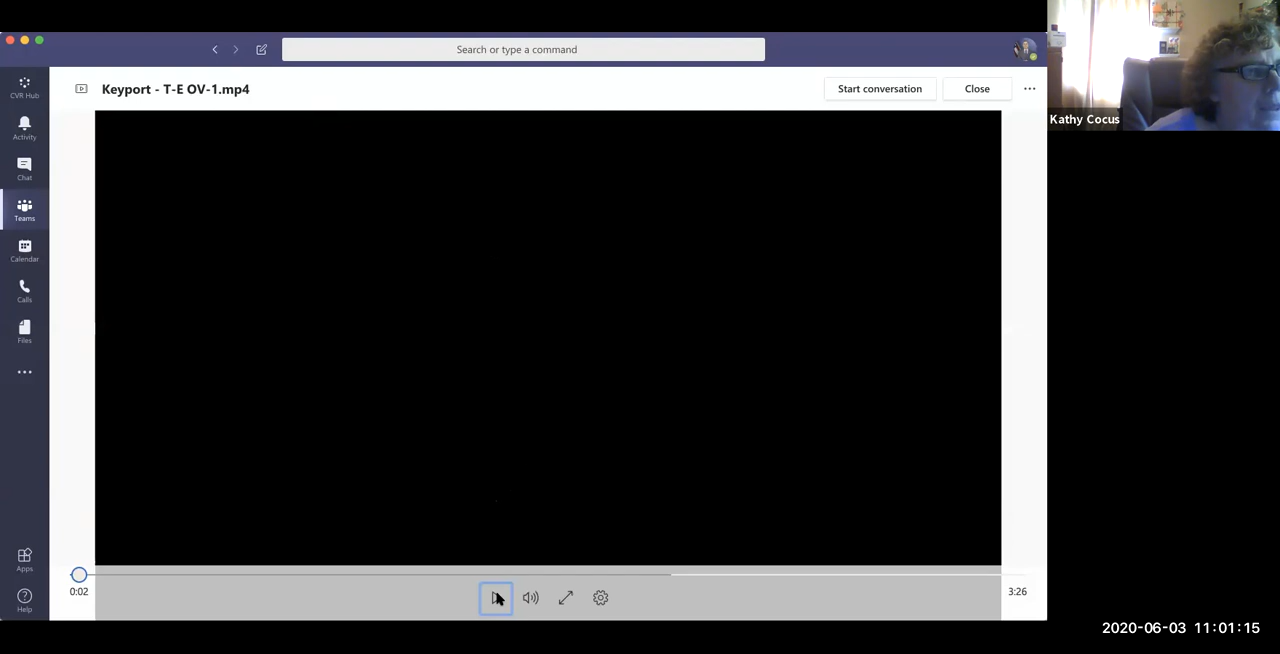 Search or type a command
Keyport - T-E OV-1.mp4
Start conversation
Close
Kathy Cocus
CVR Hub
Activity
Chat
Teams
Calendar
Calls
Files
Apps
Help
0:02
3:26
2020-06-03 11:01:15